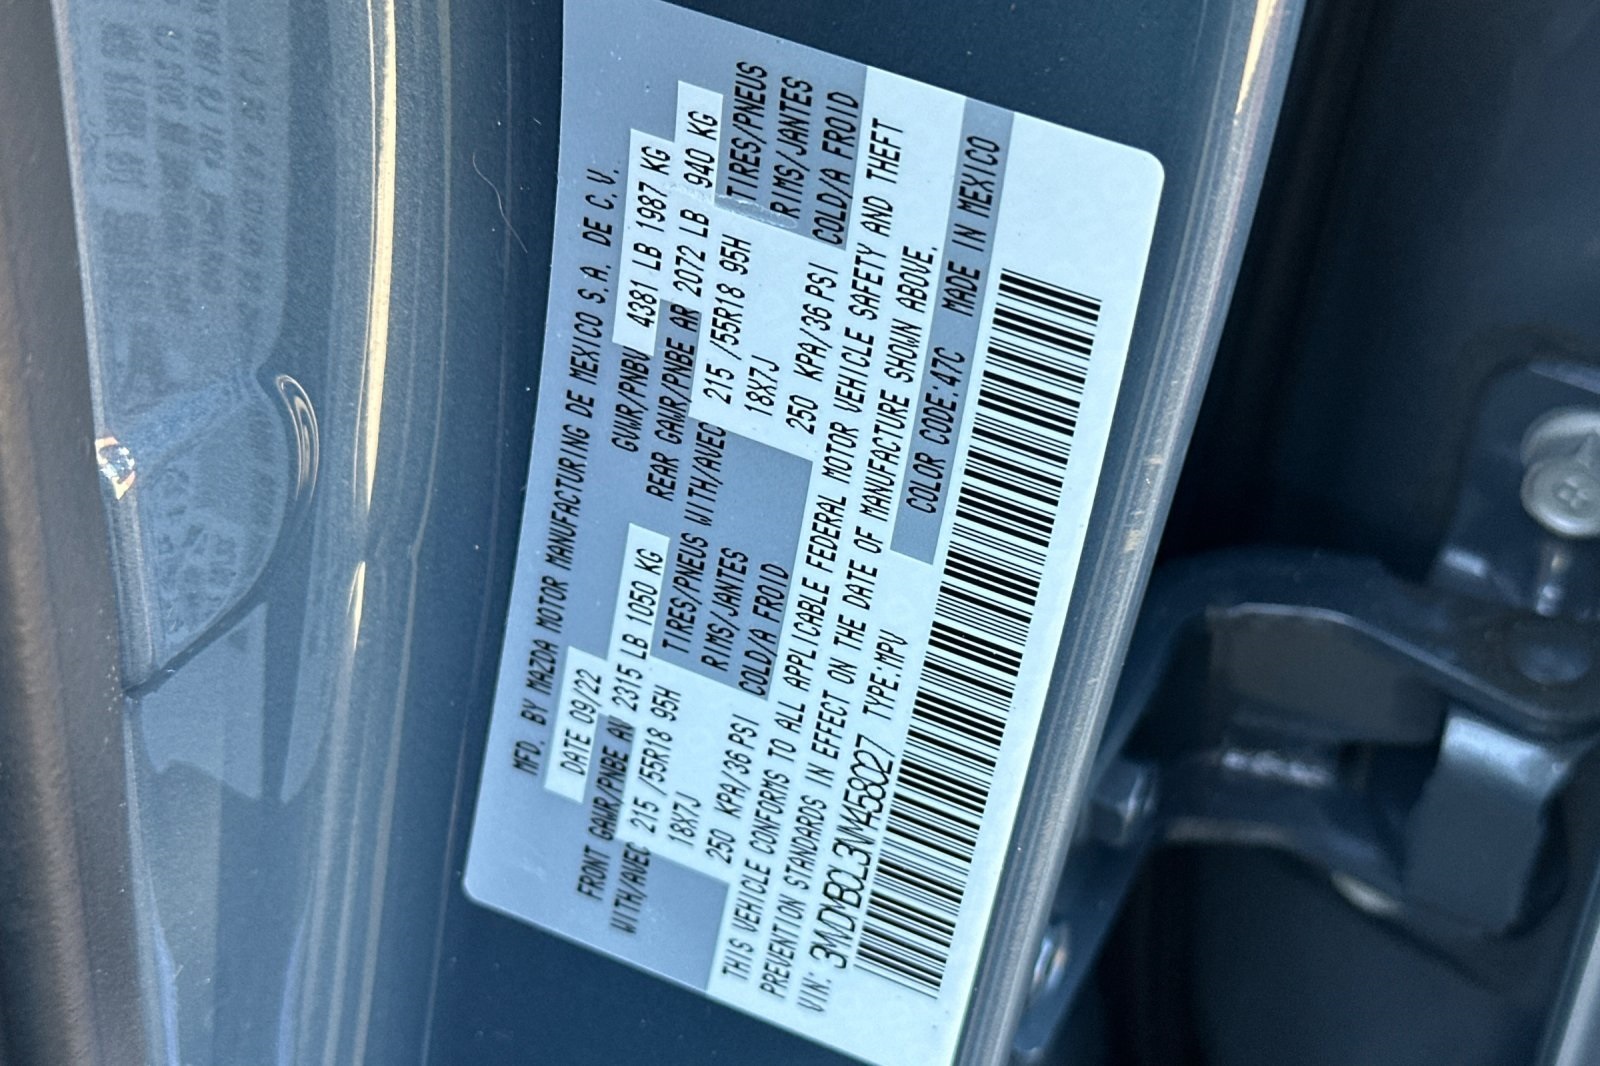 MFD. BY MAZDA MOTOR MANUFACTURING DE MEXICO S.A. DE C.V.
DATE 09/22 GVWR/PNBV 4381 LB 1987 KG
FRONT GAWR/PNBE AV 2315 LB 1050 KG REAR GAWR/PNBE AR 2072 LB 940 KG
WITH/AVEC 215 /55R18 95H TIRES/PNEUS WITH/AVEC 215 /55R18 95H TIRES/PNEUS
18X7J RIMS/JANTES 18X7J RIMS/JANTES
250 KPA/36 PSI COLD/A FROID 250 KPA/36 PSI COLD/A FROID
THIS VEHICLE CONFORMS TO ALL APPLICABLE FEDERAL MOTOR VEHICLE SAFETY AND THEFT
PREVENTION STANDARDS IN EFFECT ON THE DATE OF MANUFACTURE SHOWN ABOVE.
VIN: 3MVDMBCL3NM458027 TYPE:MPV COLOR CODE:47C MADE IN MEXICO